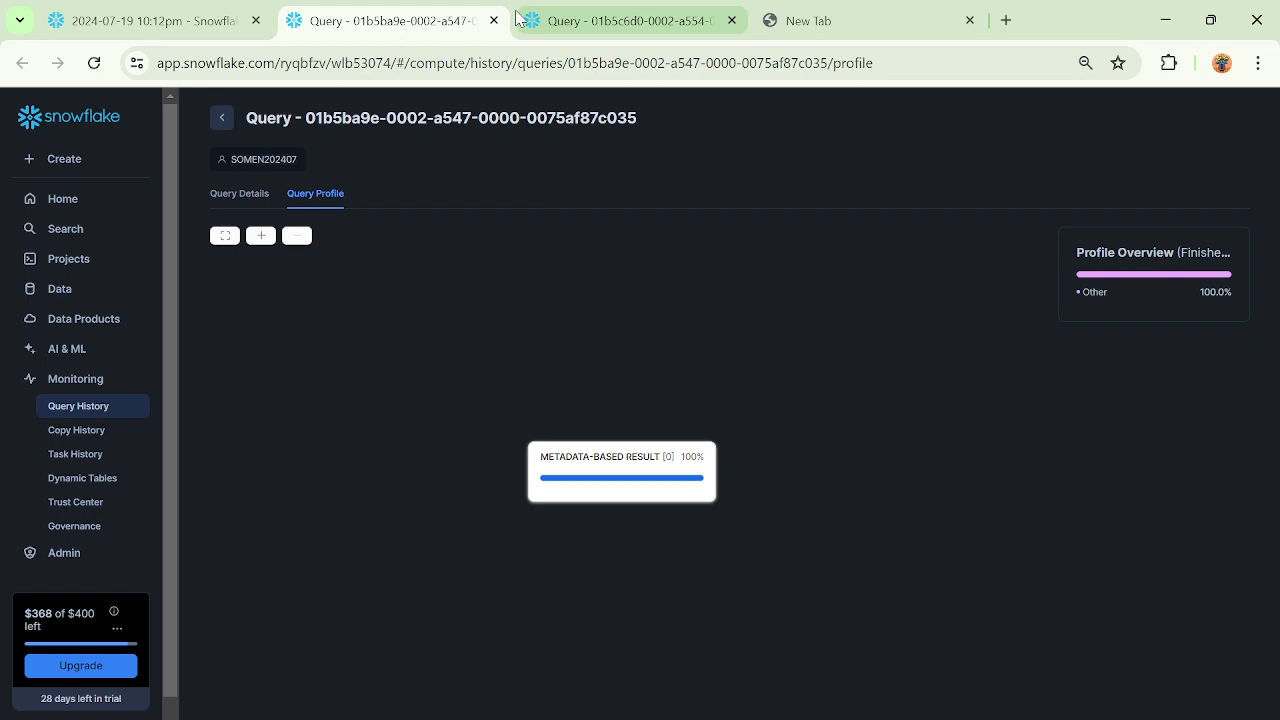 2024-07-19 10:12pm - Snowfla
Query - 01b5ba9e-0002-a547-0
Query - 01b5c6d0-0002-a554-0
New Tab
app.snowflake.com/ryqbfzv/wlb53074/#/compute/history/queries/01b5ba9e-0002-a547-0000-0075af87c035/profile
snowflake
Create
Home
Search
Projects
Data
Data Products
AI & ML
Monitoring
Query History
Copy History
Task History
Dynamic Tables
Trust Center
Governance
Admin
$368 of $400
left
Upgrade
28 days left in trial
Query - 01b5ba9e-0002-a547-0000-0075af87c035
SOMEN202407
Query Details
Query Profile
Profile Overview (Finishe...
Other 100.0%
METADATA-BASED RESULT [0] 100%